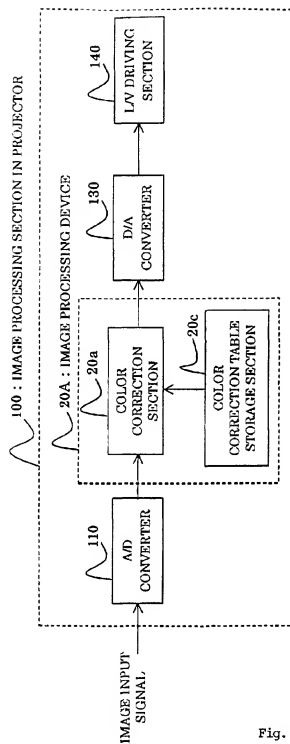 100 : IMAGE PROCESSING SECTION IN PROJECTOR
20A : IMAGE PROCESSING DEVICE
IMAGE INPUT
SIGNAL
110
A/D
CONVERTER
20a
COLOR
CORRECTION
SECTION
20c
COLOR
CORRECTION TABLE
STORAGE SECTION
130
D/A
CONVERTER
140
L/V DRIVING
SECTION
Fig.